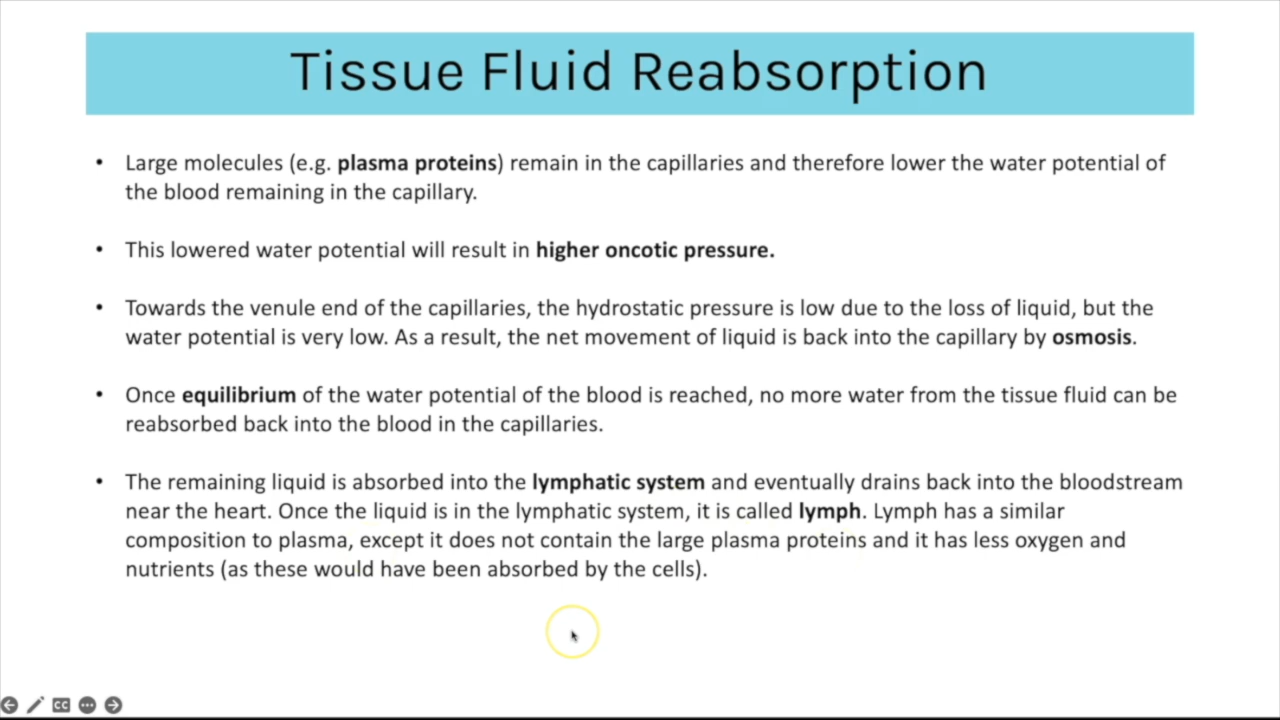 Tissue Fluid Reabsorption
• Large molecules (e.g. plasma proteins) remain in the capillaries and therefore lower the water potential of
the blood remaining in the capillary.
• This lowered water potential will result in higher oncotic pressure.
• Towards the venule end of the capillaries, the hydrostatic pressure is low due to the loss of liquid, but the
water potential is very low. As a result, the net movement of liquid is back into the capillary by osmosis.
• Once equilibrium of the water potential of the blood is reached, no more water from the tissue fluid can be
reabsorbed back into the blood in the capillaries.
• The remaining liquid is absorbed into the lymphatic system and eventually drains back into the bloodstream
near the heart. Once the liquid is in the lymphatic system, it is called lymph. Lymph has a similar
composition to plasma, except it does not contain the large plasma proteins and it has less oxygen and
nutrients (as these would have been absorbed by the cells).
CC